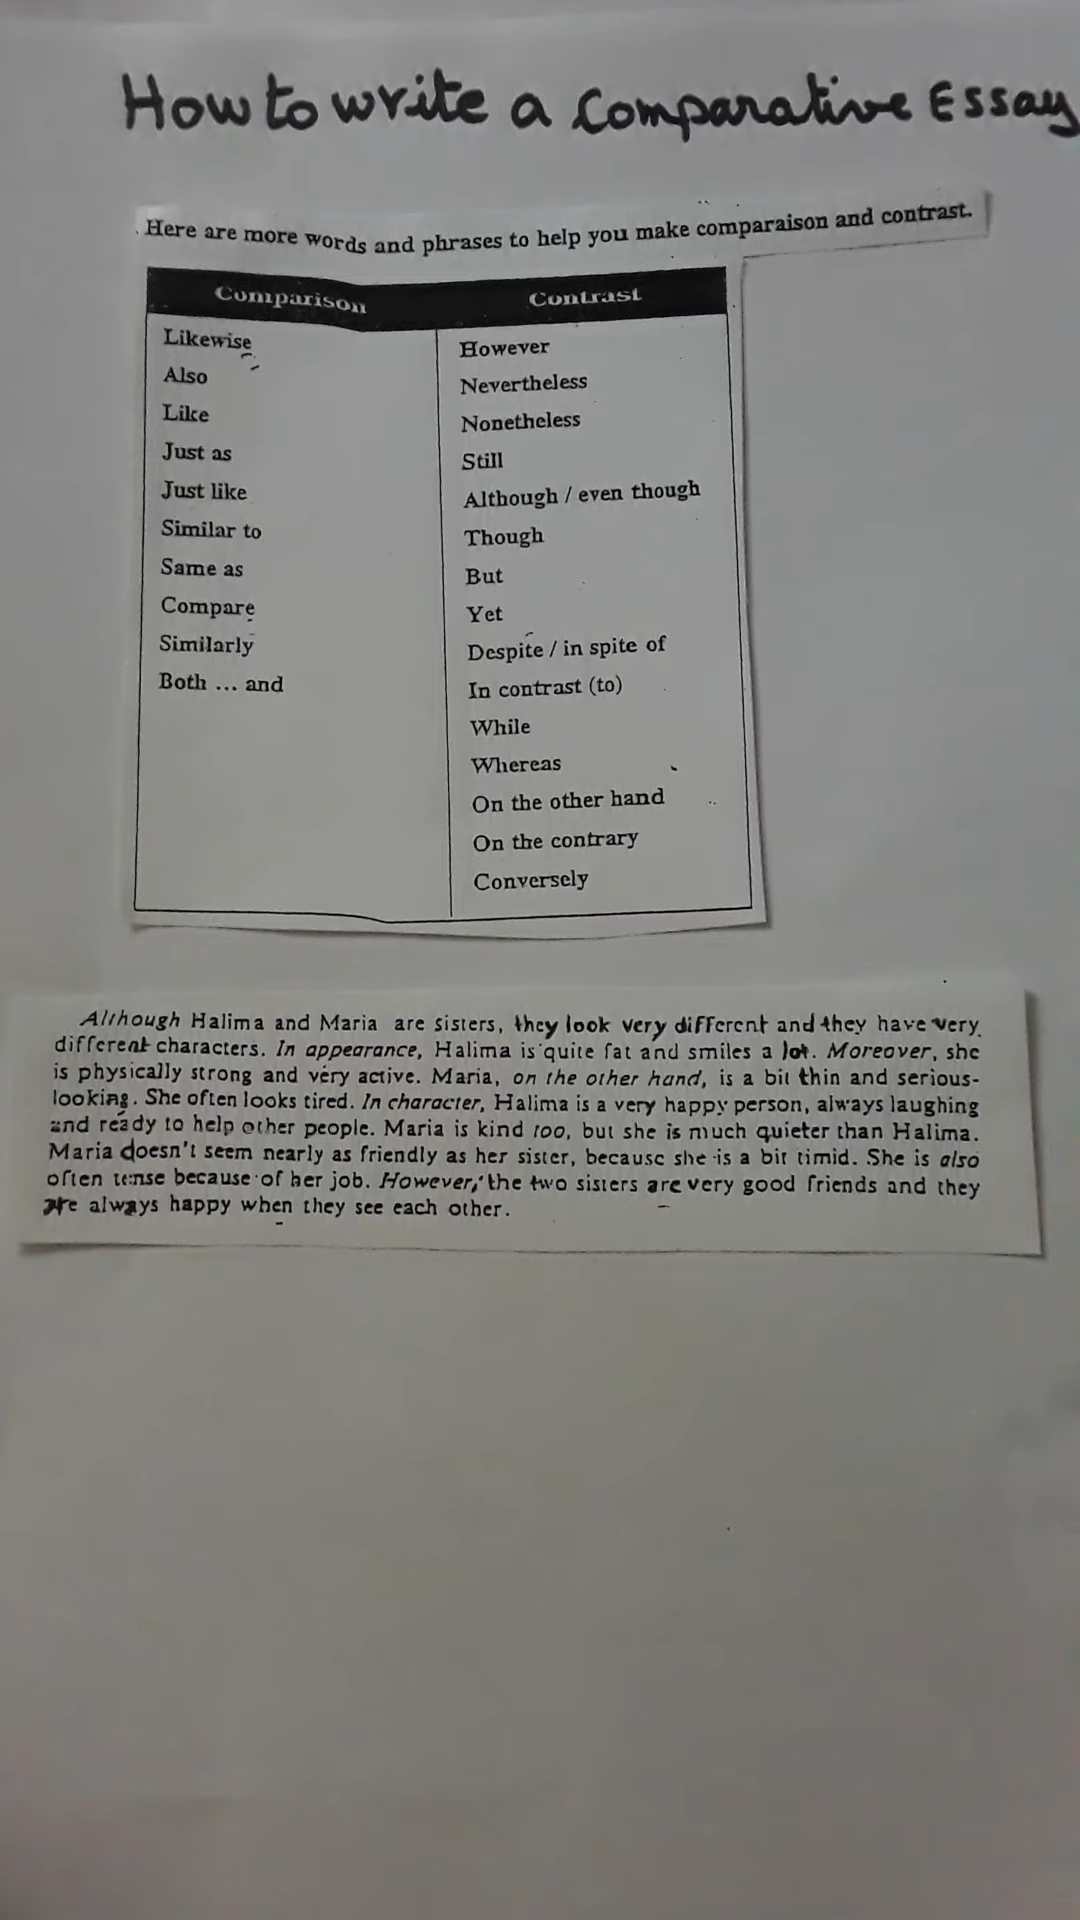 How to write a Comparative Essay
Here are more words and phrases to help you make comparaison and contrast.
Comparison
Contrast
Likewise
Also
Like
Just as
Just like
Similar to
Same as
Compare
Similarly
Both ... and
However
Nevertheless
Nonetheless
Still
Although / even though
Though
But
Yet
Despite / in spite of
In contrast (to)
While
Whereas
On the other hand
On the contrary
Conversely
Although Halima and Maria are sisters, they look very different and they have very
different characters. In appearance, Halima is quite fat and smiles a lot. Moreover, she
is physically strong and very active. Maria, on the other hand, is a bit thin and serious-
looking. She often looks tired. In character, Halima is a very happy person, always laughing
and ready to help other people. Maria is kind too, but she is much quieter than Halima.
Maria doesn't seem nearly as friendly as her sister, because she is a bit timid. She is also
often tense because of her job. However, the two sisters are very good friends and they
are always happy when they see each other.